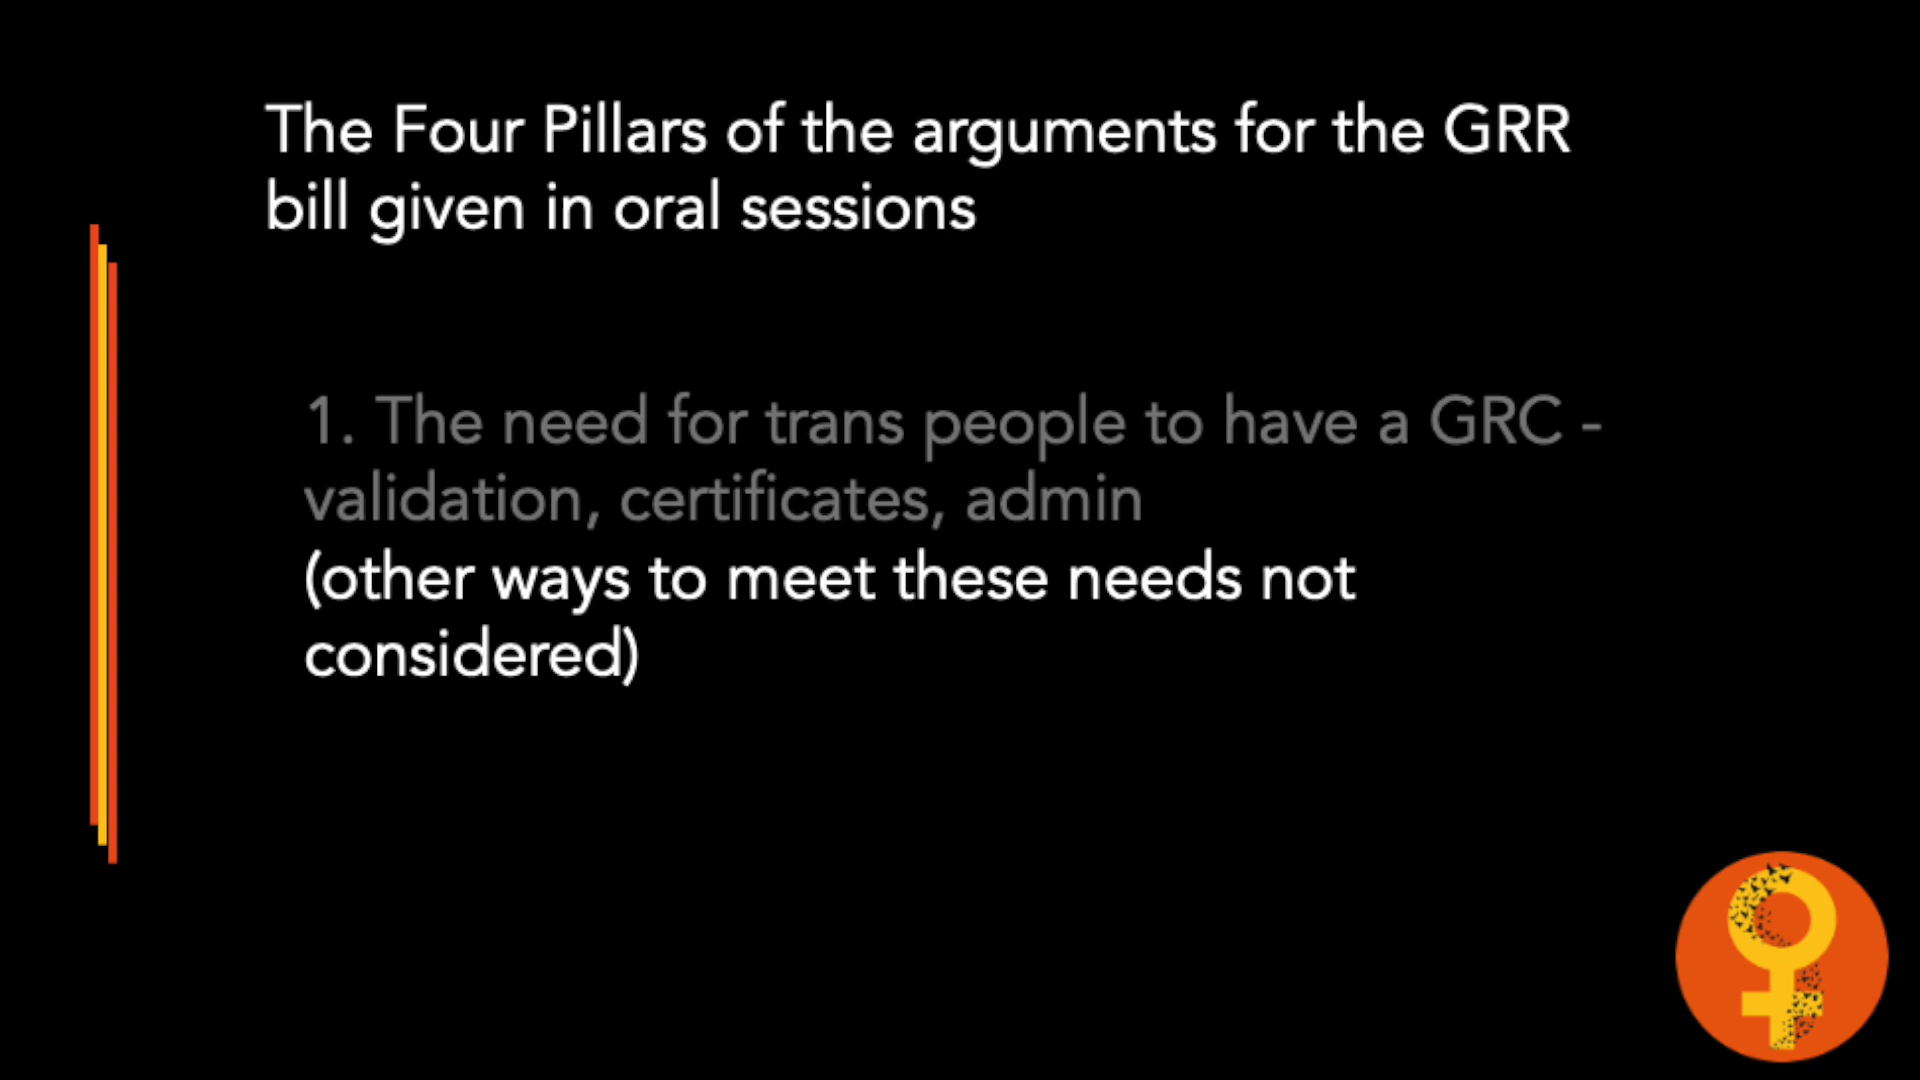 The Four Pillars of the arguments for the GRR
bill given in oral sessions
1. The need for trans people to have a GRC -
validation, certificates, admin
(other ways to meet these needs not
considered)